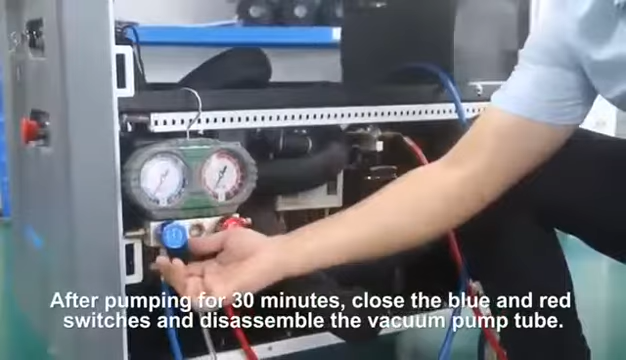 After pumping for 30 minutes, close the blue and red
switches and disassemble the vacuum pump tube.